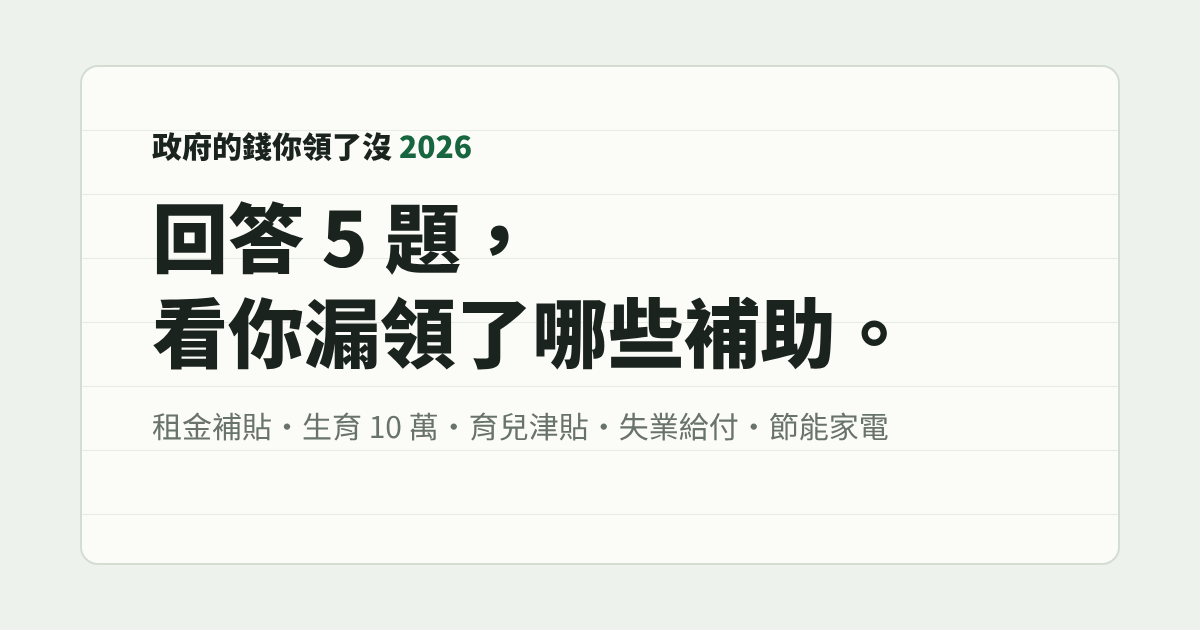 政府的錢你領了沒 2026
回答 5 題，
看你漏領了哪些補助。
租金補貼・生育 10 萬・育兒津貼・失業給付・節能家電